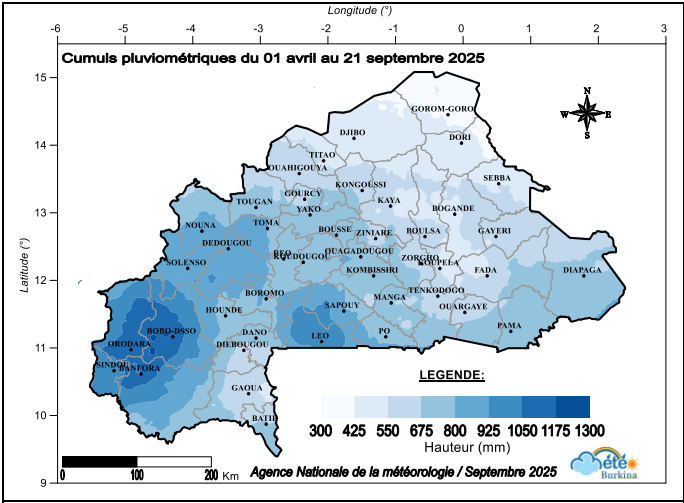 Longitude (°)
-6 -5 -4 -3 -2 -1 0 1 2 3
Cumuls pluviométriques du 01 avril au 21 septembre 2025
15
14
13
12
11
10
9
Latitude (°)
N
W E
S
GOROM-GORO
DJIBO
DORI
TITAO
OUAHIGOUYA
SEBBA
KONGOUSSI
GOURCY
TOUGAN
KAYA
YAKO
BOGANDE
NOUNA
TOMA
BOUSSE
ZINIARE
BOULSA
GAYERI
DEDOUGOU
REO
KOUDOUGOU
OUAGADOUGOU
ZORGHO
KOUPELA
SOLENSO
KOMBISSIRI
FADA
DIAPAGA
BOROMO
TENKODOGO
MANGA
SAPOUY
OUARGAYE
HOUNDE
BOBO-DSSO
DANO
LEO
PO
PAMA
ORODARA
DIEBOUGOU
SINDOU
BANFORA
GAOUA
BATIE
LEGENDE:
300 425 550 675 800 925 1050 1175 1300
Hauteur (mm)
0 100 200 Km
Agence Nationale de la météorologie / Septembre 2025
Météo
Burkina